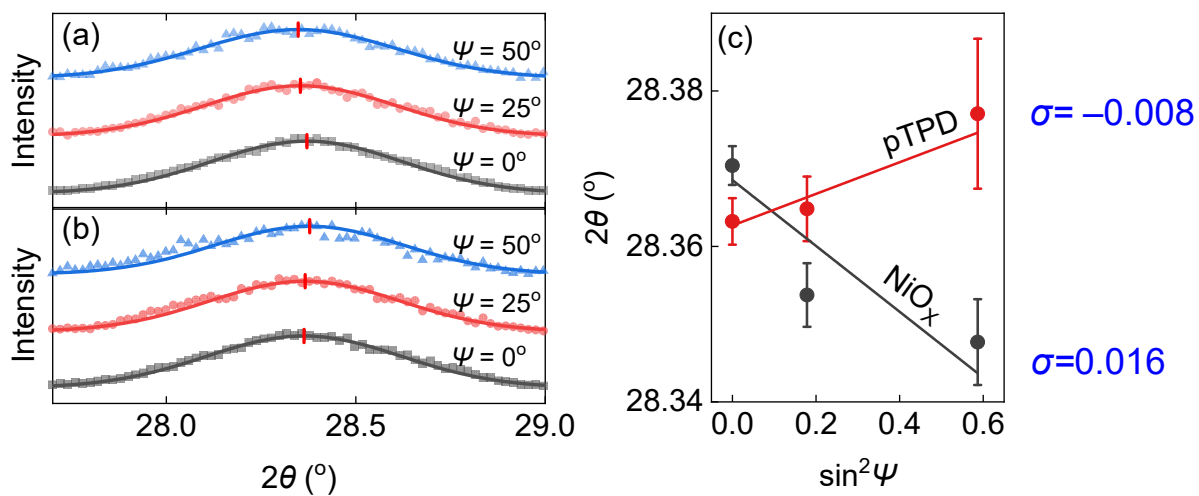 (a)
Ψ = 50°
Ψ = 25°
Ψ = 0°
Intensity
(b)
Ψ = 50°
Ψ = 25°
Ψ = 0°
Intensity
28.0 28.5 29.0
2θ (°)
(c)
28.38
28.36
28.34
2θ (°)
pTPD
NiOₓ
0.0 0.2 0.4 0.6
sin²Ψ
σ= –0.008
σ=0.016